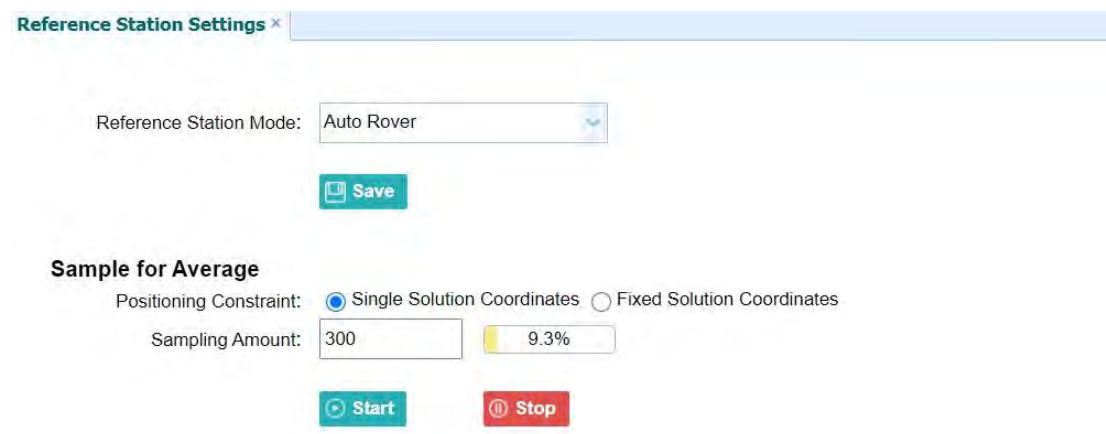 Reference Station Settings ×
Reference Station Mode: Auto Rover
Save
Sample for Average
Positioning Constraint: Single Solution Coordinates Fixed Solution Coordinates
Sampling Amount: 300 9.3%
Start Stop